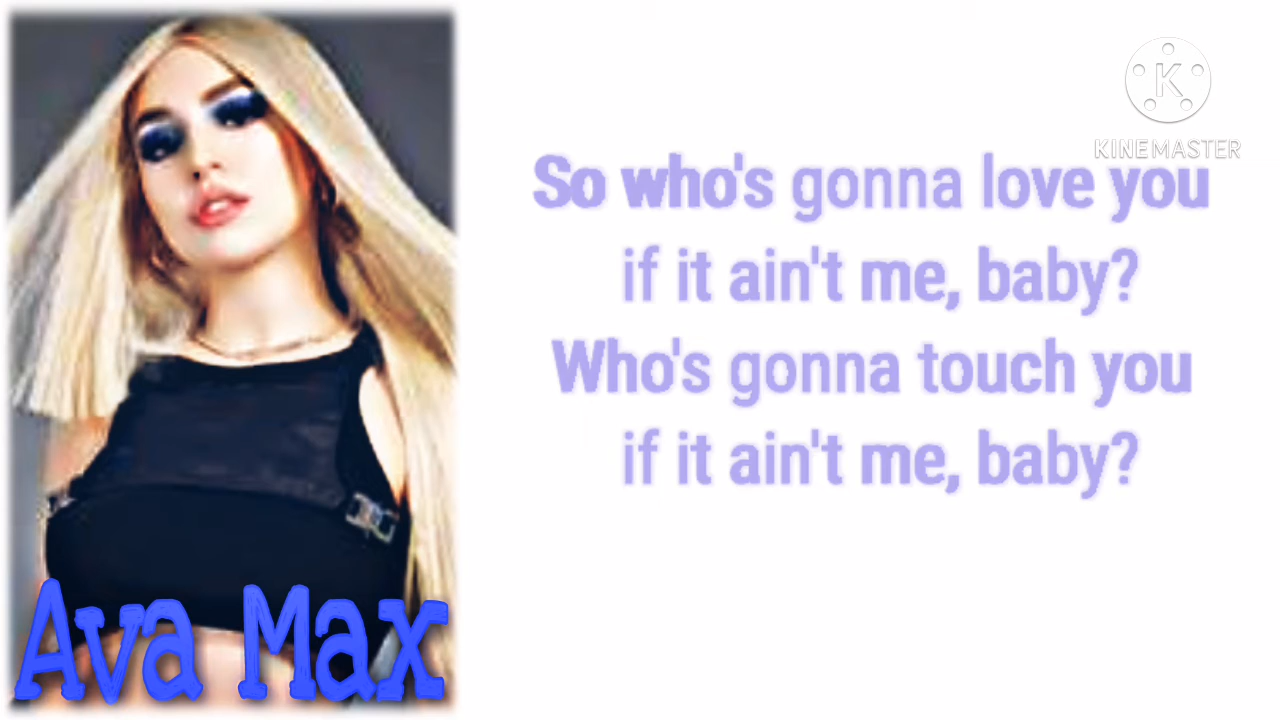 K
KINEMASTER
So who's gonna love you
if it ain't me, baby?
Who's gonna touch you
if it ain't me, baby?
Ava Max